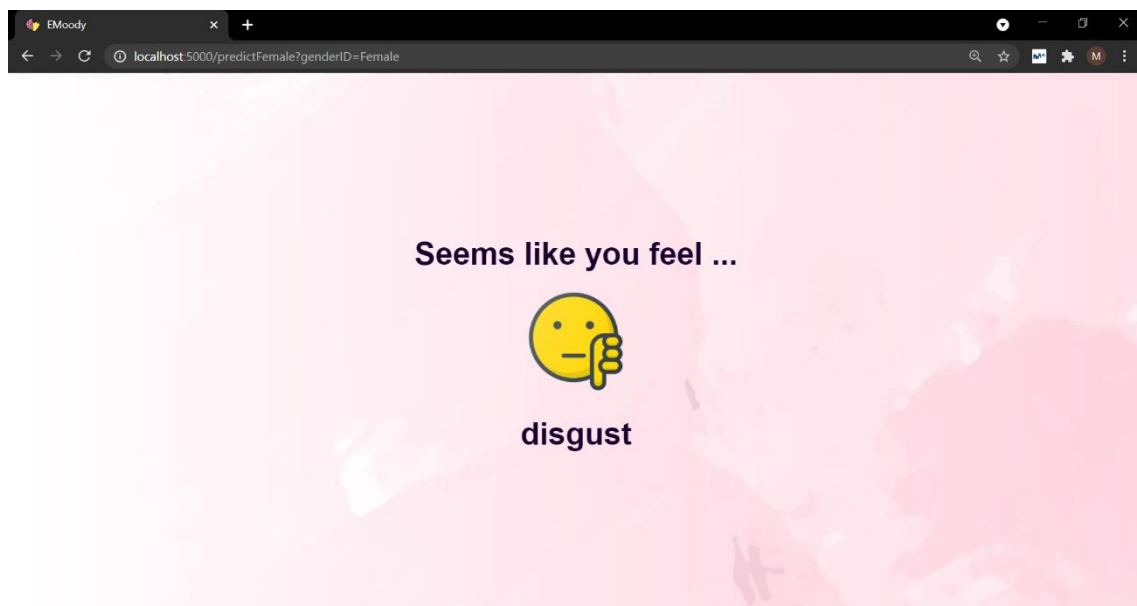 EMoody
localhost:5000/predictFemale?genderID=Female
M
Seems like you feel ...
disgust